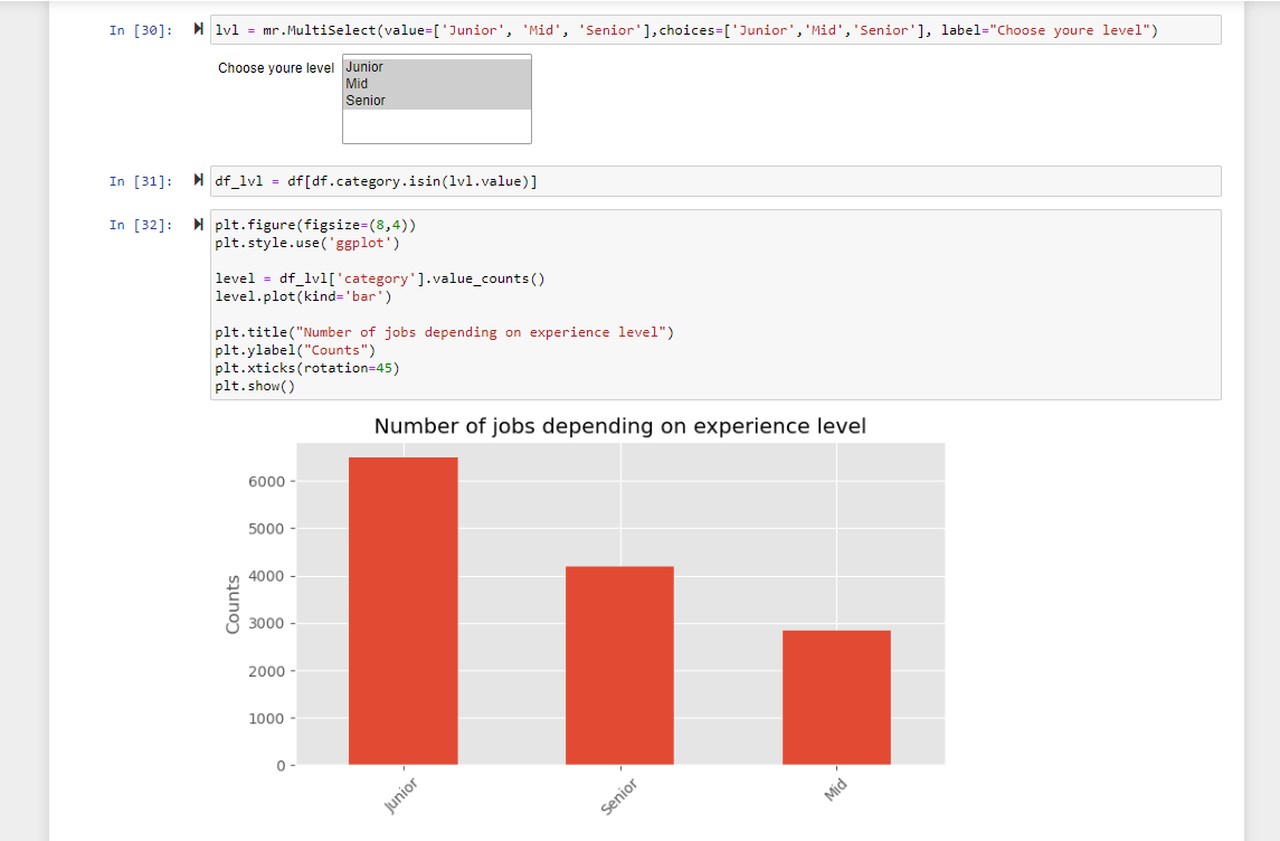 In [30]: lvl = mr.MultiSelect(value=['Junior', 'Mid', 'Senior'],choices=['Junior','Mid','Senior'], label="Choose youre level")
Choose youre level
Junior
Mid
Senior
In [31]: df_lvl = df[df.category.isin(lvl.value)]
In [32]: plt.figure(figsize=(8,4))
plt.style.use('ggplot')
level = df_lvl['category'].value_counts()
level.plot(kind='bar')
plt.title("Number of jobs depending on experience level")
plt.ylabel("Counts")
plt.xticks(rotation=45)
plt.show()
Number of jobs depending on experience level
6000
5000
4000
3000
2000
1000
0
Counts
Junior
Senior
Mid